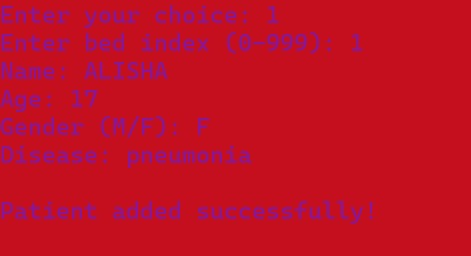 Enter your choice: 1
Enter bed index (0-999): 1
Name: ALISHA
Age: 17
Gender (M/F): F
Disease: pneumonia
Patient added successfully!